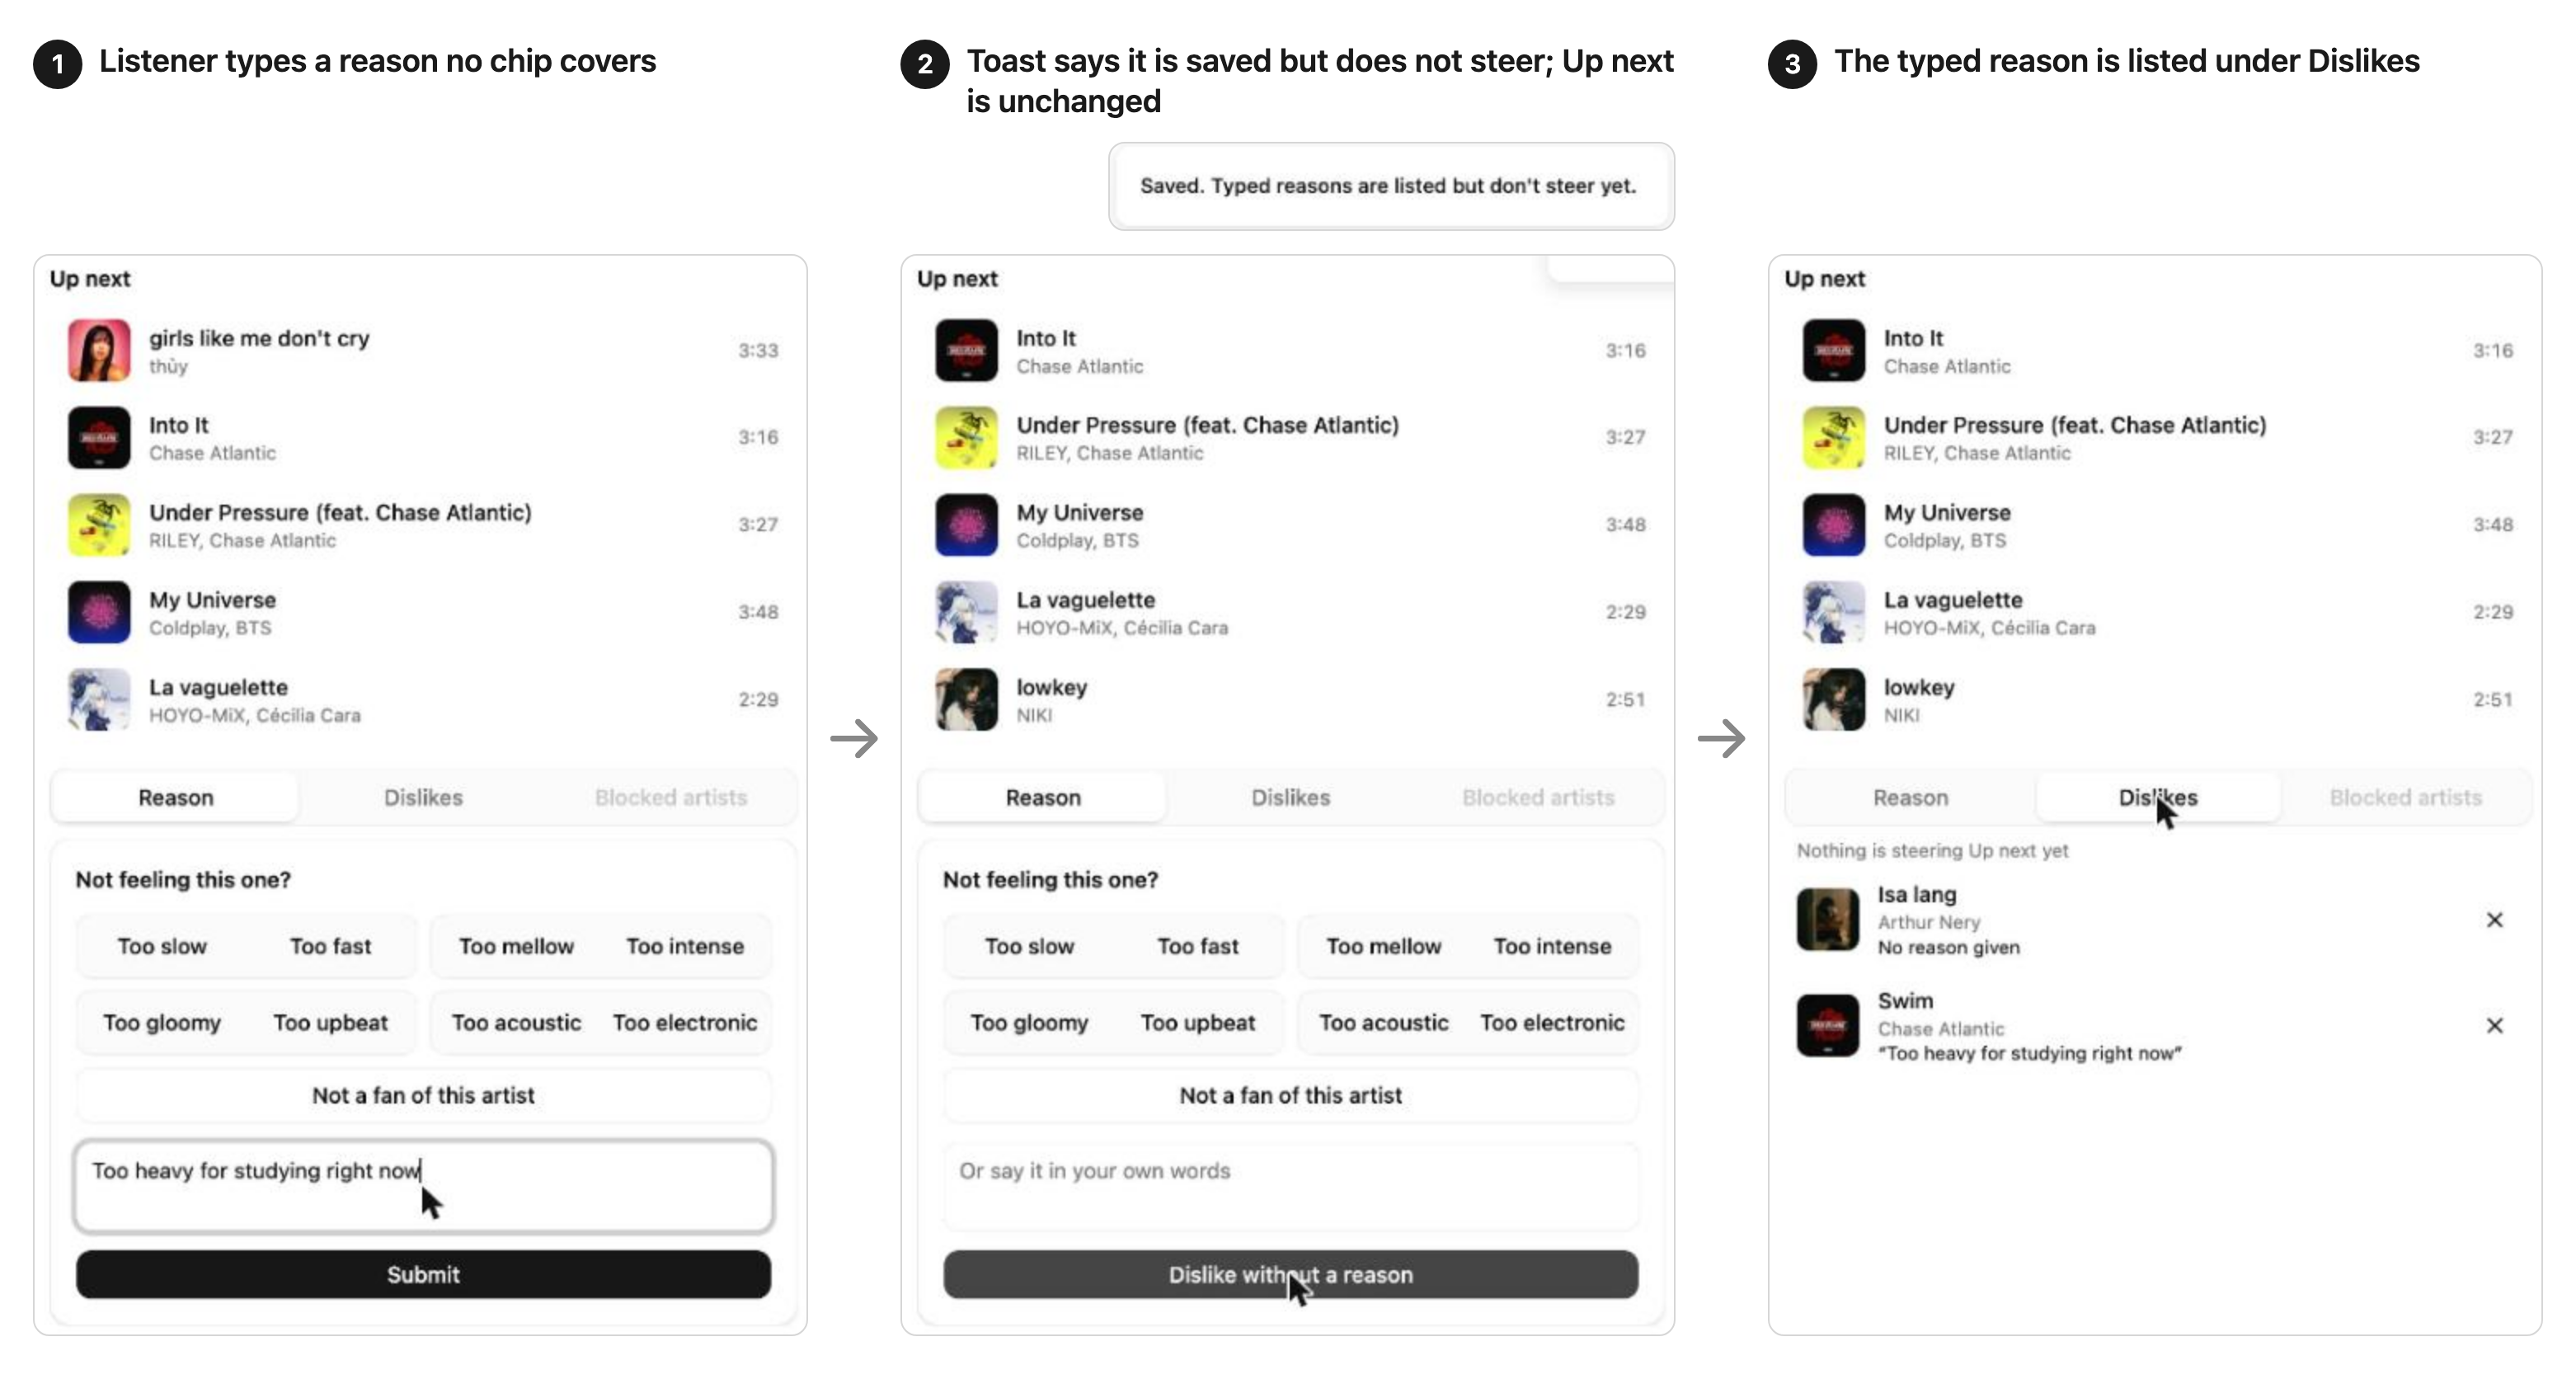 1 Listener types a reason no chip covers
Up next
girls like me don't cry
thùy
3:33
Into It
Chase Atlantic
3:16
Under Pressure (feat. Chase Atlantic)
RILEY, Chase Atlantic
3:27
My Universe
Coldplay, BTS
3:48
La vaguelette
HOYO-MiX, Cécilia Cara
2:29
Reason Dislikes Blocked artists
Not feeling this one?
Too slow Too fast Too mellow Too intense
Too gloomy Too upbeat Too acoustic Too electronic
Not a fan of this artist
Too heavy for studying right now
Submit
2 Toast says it is saved but does not steer; Up next
is unchanged
Saved. Typed reasons are listed but don't steer yet.
Up next
Into It
Chase Atlantic
3:16
Under Pressure (feat. Chase Atlantic)
RILEY, Chase Atlantic
3:27
My Universe
Coldplay, BTS
3:48
La vaguelette
HOYO-MiX, Cécilia Cara
2:29
lowkey
NIKI
2:51
Reason Dislikes Blocked artists
Not feeling this one?
Too slow Too fast Too mellow Too intense
Too gloomy Too upbeat Too acoustic Too electronic
Not a fan of this artist
Or say it in your own words
Dislike without a reason
3 The typed reason is listed under Dislikes
Up next
Into It
Chase Atlantic
3:16
Under Pressure (feat. Chase Atlantic)
RILEY, Chase Atlantic
3:27
My Universe
Coldplay, BTS
3:48
La vaguelette
HOYO-MiX, Cécilia Cara
2:29
lowkey
NIKI
2:51
Reason Dislikes Blocked artists
Nothing is steering Up next yet
Isa lang
Arthur Nery
No reason given
Swim
Chase Atlantic
"Too heavy for studying right now"